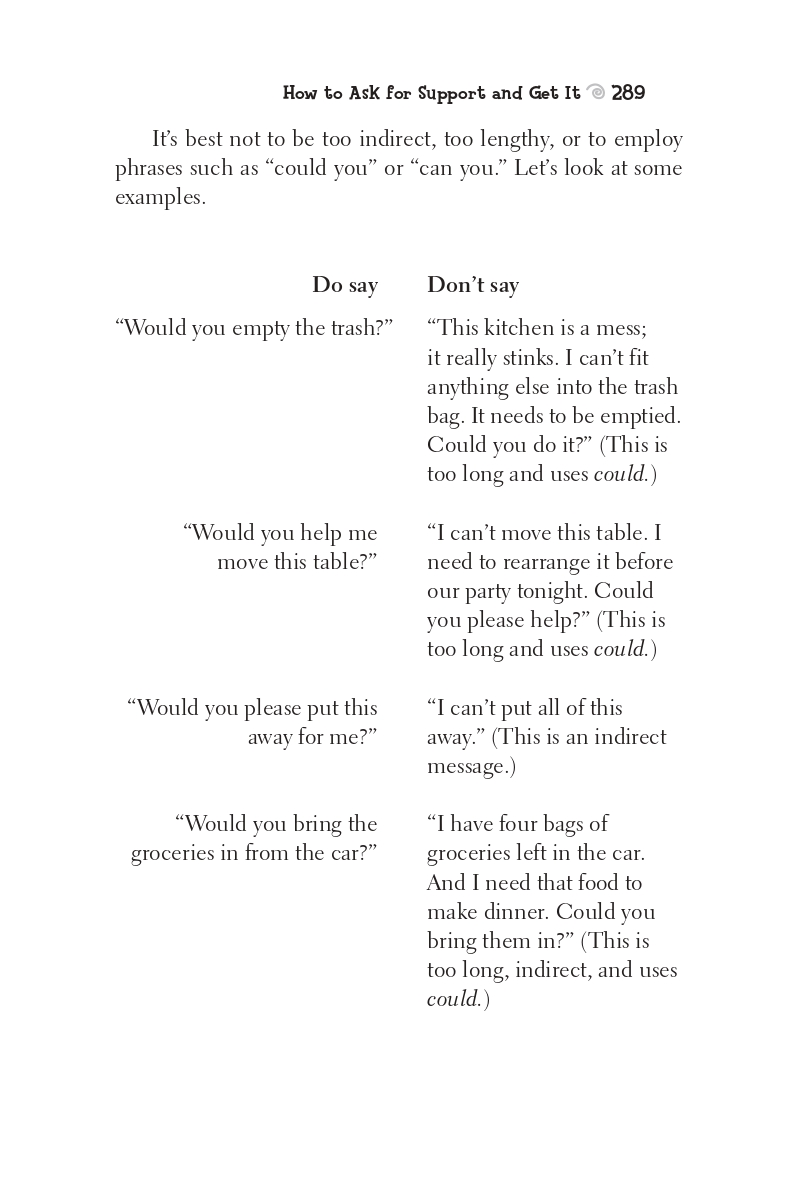 How to Ask for Support and Get It 289
It’s best not to be too indirect, too lengthy, or to employ
phrases such as “could you” or “can you.” Let’s look at some
examples.
Do say
Don’t say
“Would you empty the trash?”
“This kitchen is a mess;
it really stinks. I can’t fit
anything else into the trash
bag. It needs to be emptied.
Could you do it?” (This is
too long and uses could.)
“Would you help me
move this table?”
“I can’t move this table. I
need to rearrange it before
our party tonight. Could
you please help?” (This is
too long and uses could.)
“Would you please put this
away for me?”
“I can’t put all of this
away.” (This is an indirect
message.)
“Would you bring the
groceries in from the car?”
“I have four bags of
groceries left in the car.
And I need that food to
make dinner. Could you
bring them in?” (This is
too long, indirect, and uses
could.)